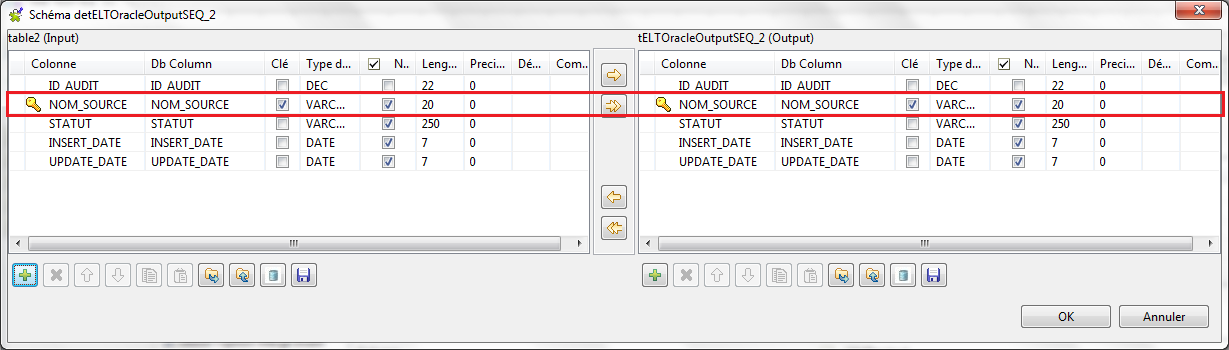 Schéma detELTOracleOutputSEQ_2
table2 (Input)
Colonne Db Column Clé Type d... N.. Leng... Preci... Dé... Com...
ID_AUDIT ID_AUDIT DEC 22 0
NOM_SOURCE NOM_SOURCE VARC... 20 0
STATUT STATUT VARC... 250 0
INSERT_DATE INSERT_DATE DATE 7 0
UPDATE_DATE UPDATE_DATE DATE 7 0
tELTOracleOutputSEQ_2 (Output)
Colonne Db Column Clé Type d... N.. Leng... Preci... Dé... Com...
ID_AUDIT ID_AUDIT DEC 22 0
NOM_SOURCE NOM_SOURCE VARC... 20 0
STATUT STATUT VARC... 250 0
INSERT_DATE INSERT_DATE DATE 7 0
UPDATE_DATE UPDATE_DATE DATE 7 0
OK Annuler